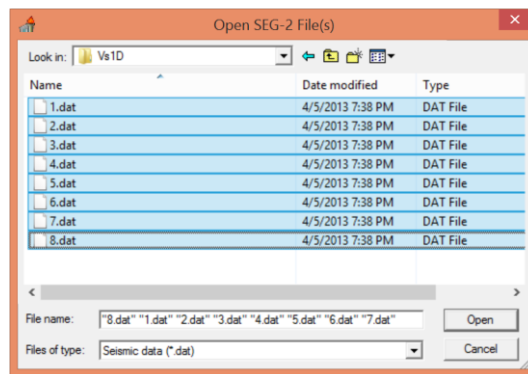 Open SEG-2 File(s)
Look in: Vs1D
Name Date modified Type
1.dat 4/5/2013 7:38 PM DAT File
2.dat 4/5/2013 7:38 PM DAT File
3.dat 4/5/2013 7:38 PM DAT File
4.dat 4/5/2013 7:38 PM DAT File
5.dat 4/5/2013 7:38 PM DAT File
6.dat 4/5/2013 7:38 PM DAT File
7.dat 4/5/2013 7:38 PM DAT File
8.dat 4/5/2013 7:38 PM DAT File
File name: "8.dat" "1.dat" "2.dat" "3.dat" "4.dat" "5.dat" "6.dat" "7.dat" Open
Files of type: Seismic data (*.dat) Cancel